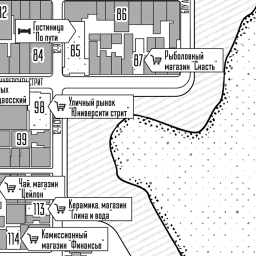 86
Гостиница
"По пути
84
85
87
Рыболовный
магазин "Снасть
98
Уличный рынок
"Юниверсити стрит
99
Чай, магазин
"Цейлон
113
Керамика, магазин
"Глина и вода
114
Комиссионный
магазин "Финансье"